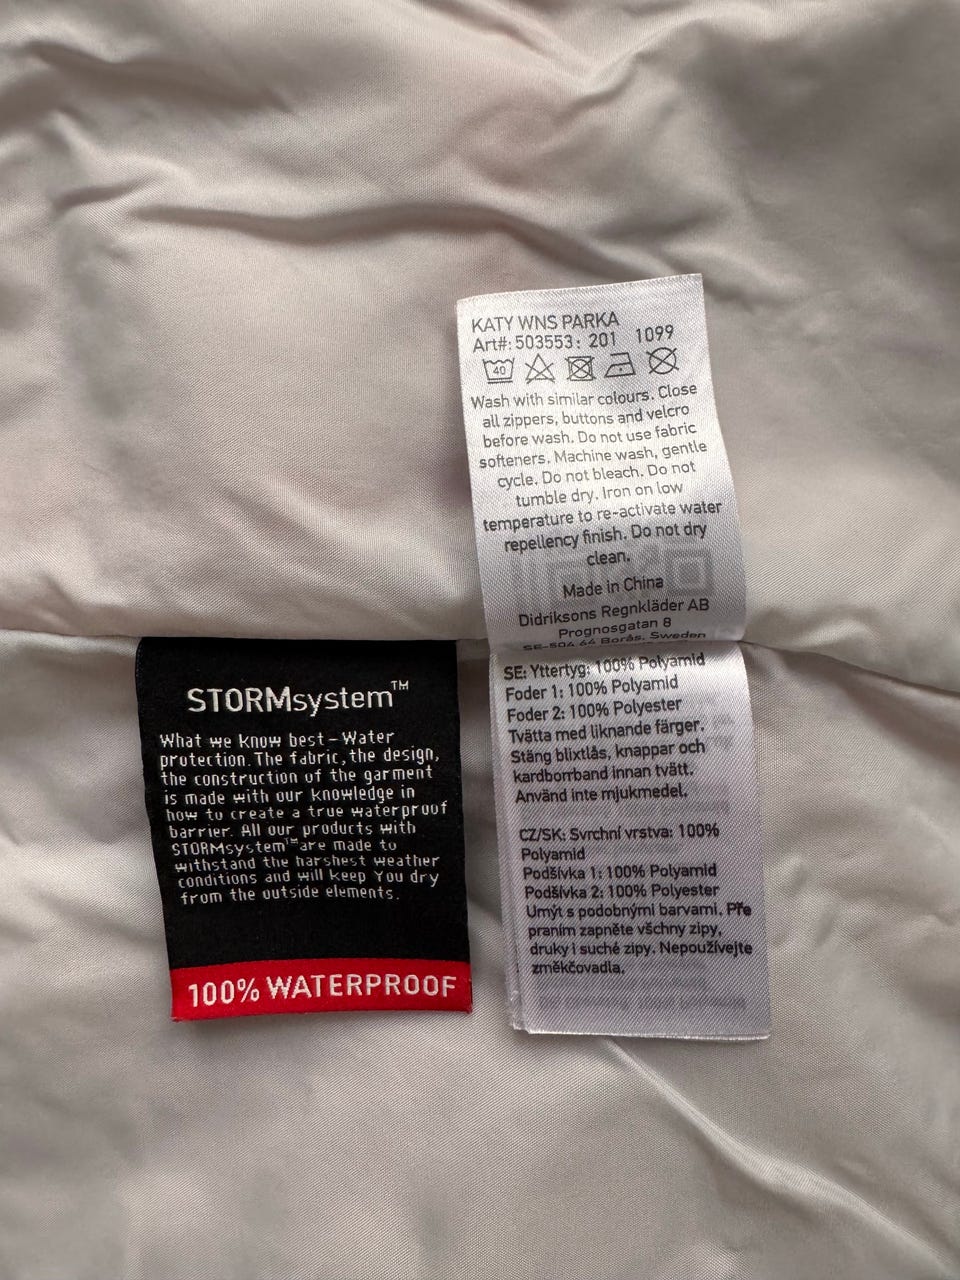 KATY WNS PARKA
Art#: 503553: 201 1099
40
Wash with similar colours. Close
all zippers, buttons and velcro
before wash. Do not use fabric
softeners. Machine wash, gentle
cycle. Do not bleach. Do not
tumble dry. Iron on low
temperature to re-activate water
repellency finish. Do not dry
clean.
Made in China
Didriksons Regnkläder AB
Prognosgatan 8
SE-504 64 Borås, Sweden
SE: Yttertyg: 100% Polyamid
Foder 1: 100% Polyamid
Foder 2: 100% Polyester
Tvätta med liknande färger.
Stäng blixtlås, knappar och
kardborrband innan tvätt.
Använd inte mjukmedel.
CZ/SK: Svrchní vrstva: 100%
Polyamid
Podšívka 1: 100% Polyamid
Podšívka 2: 100% Polyester
Umýt s podobnými barvami. Pře
praním zapněte všchny zipy,
druky i suché zipy. Nepoužívejte
změkčovadla.
STORMsystem™
What we know best – Water
protection. The fabric, the design,
the construction of the garment
is made with our knowledge in
how to create a true waterproof
barrier. All our products with
STORMsystem™ are made to
withstand the harshest weather
conditions and will keep You dry
from the outside elements.
100% WATERPROOF